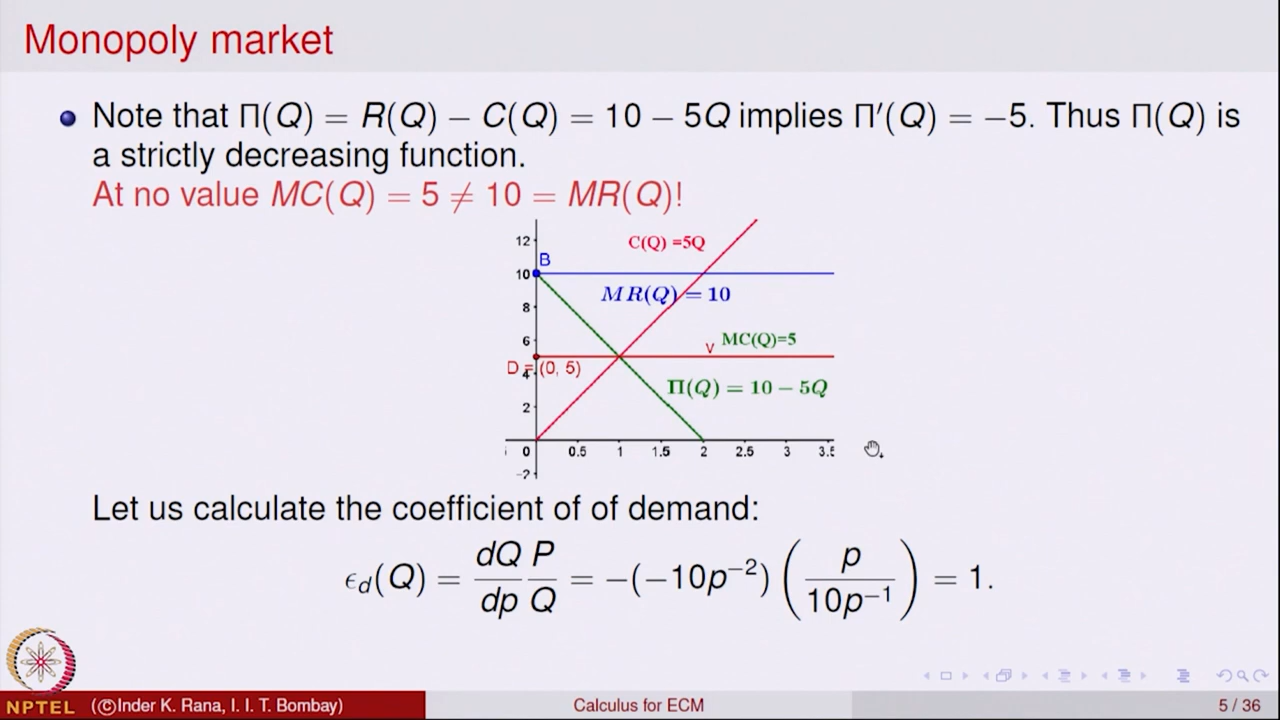 Monopoly market
Note that Π(Q) = R(Q) − C(Q) = 10 − 5Q implies Π′(Q) = −5. Thus Π(Q) is
a strictly decreasing function.
At no value MC(Q) = 5 ≠ 10 = MR(Q)!
12
C(Q) =5Q
B
10
MR(Q) = 10
8
6
V MC(Q)=5
D = (0, 5)
4
Π(Q) = 10 − 5Q
2
0 0.5 1 1.5 2 2.5 3 3.5
−2
Let us calculate the coefficient of of demand:
ϵd(Q) = dQ/dp P/Q = −(−10p⁻²) (p/10p⁻¹) = 1.
NPTEL (©Inder K. Rana, I. I. T. Bombay) Calculus for ECM 5 / 36